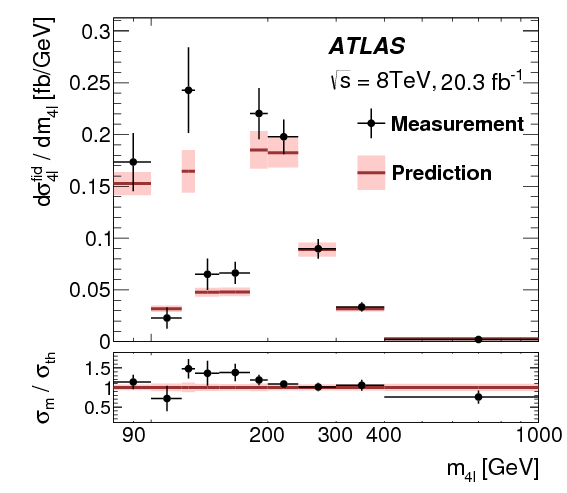 ATLAS
√s = 8TeV, 20.3 fb⁻¹
Measurement
Prediction
dσ^fid_4l / dm_4l [fb/GeV]
0.3
0.25
0.2
0.15
0.1
0.05
0
σ_m / σ_th
1.5
1
0.5
90 200 300 400 1000
m_4l [GeV]